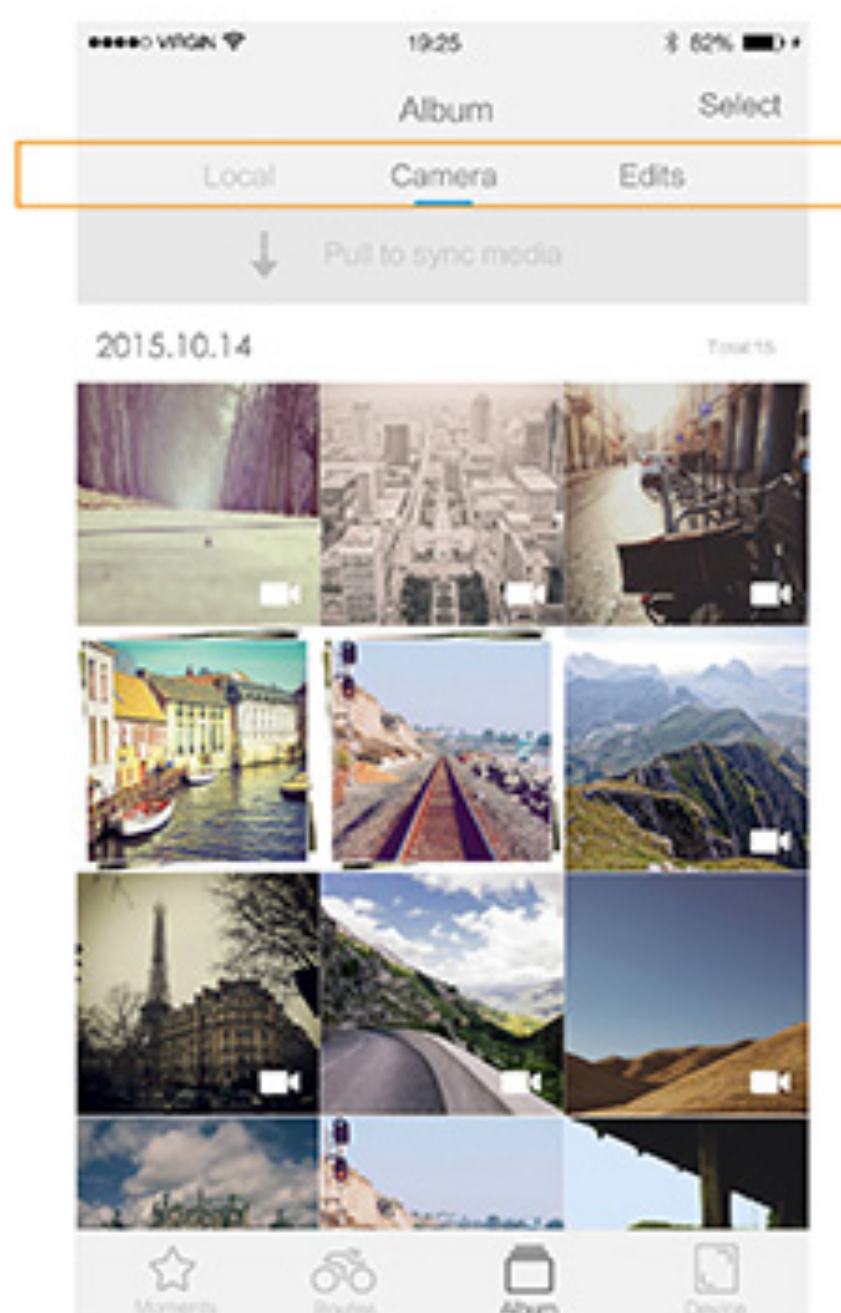 VIRGIN 19:25 82%
Album Select
Local Camera Edits
Pull to sync media
2015.10.14 Total:15
Moments Routes Album